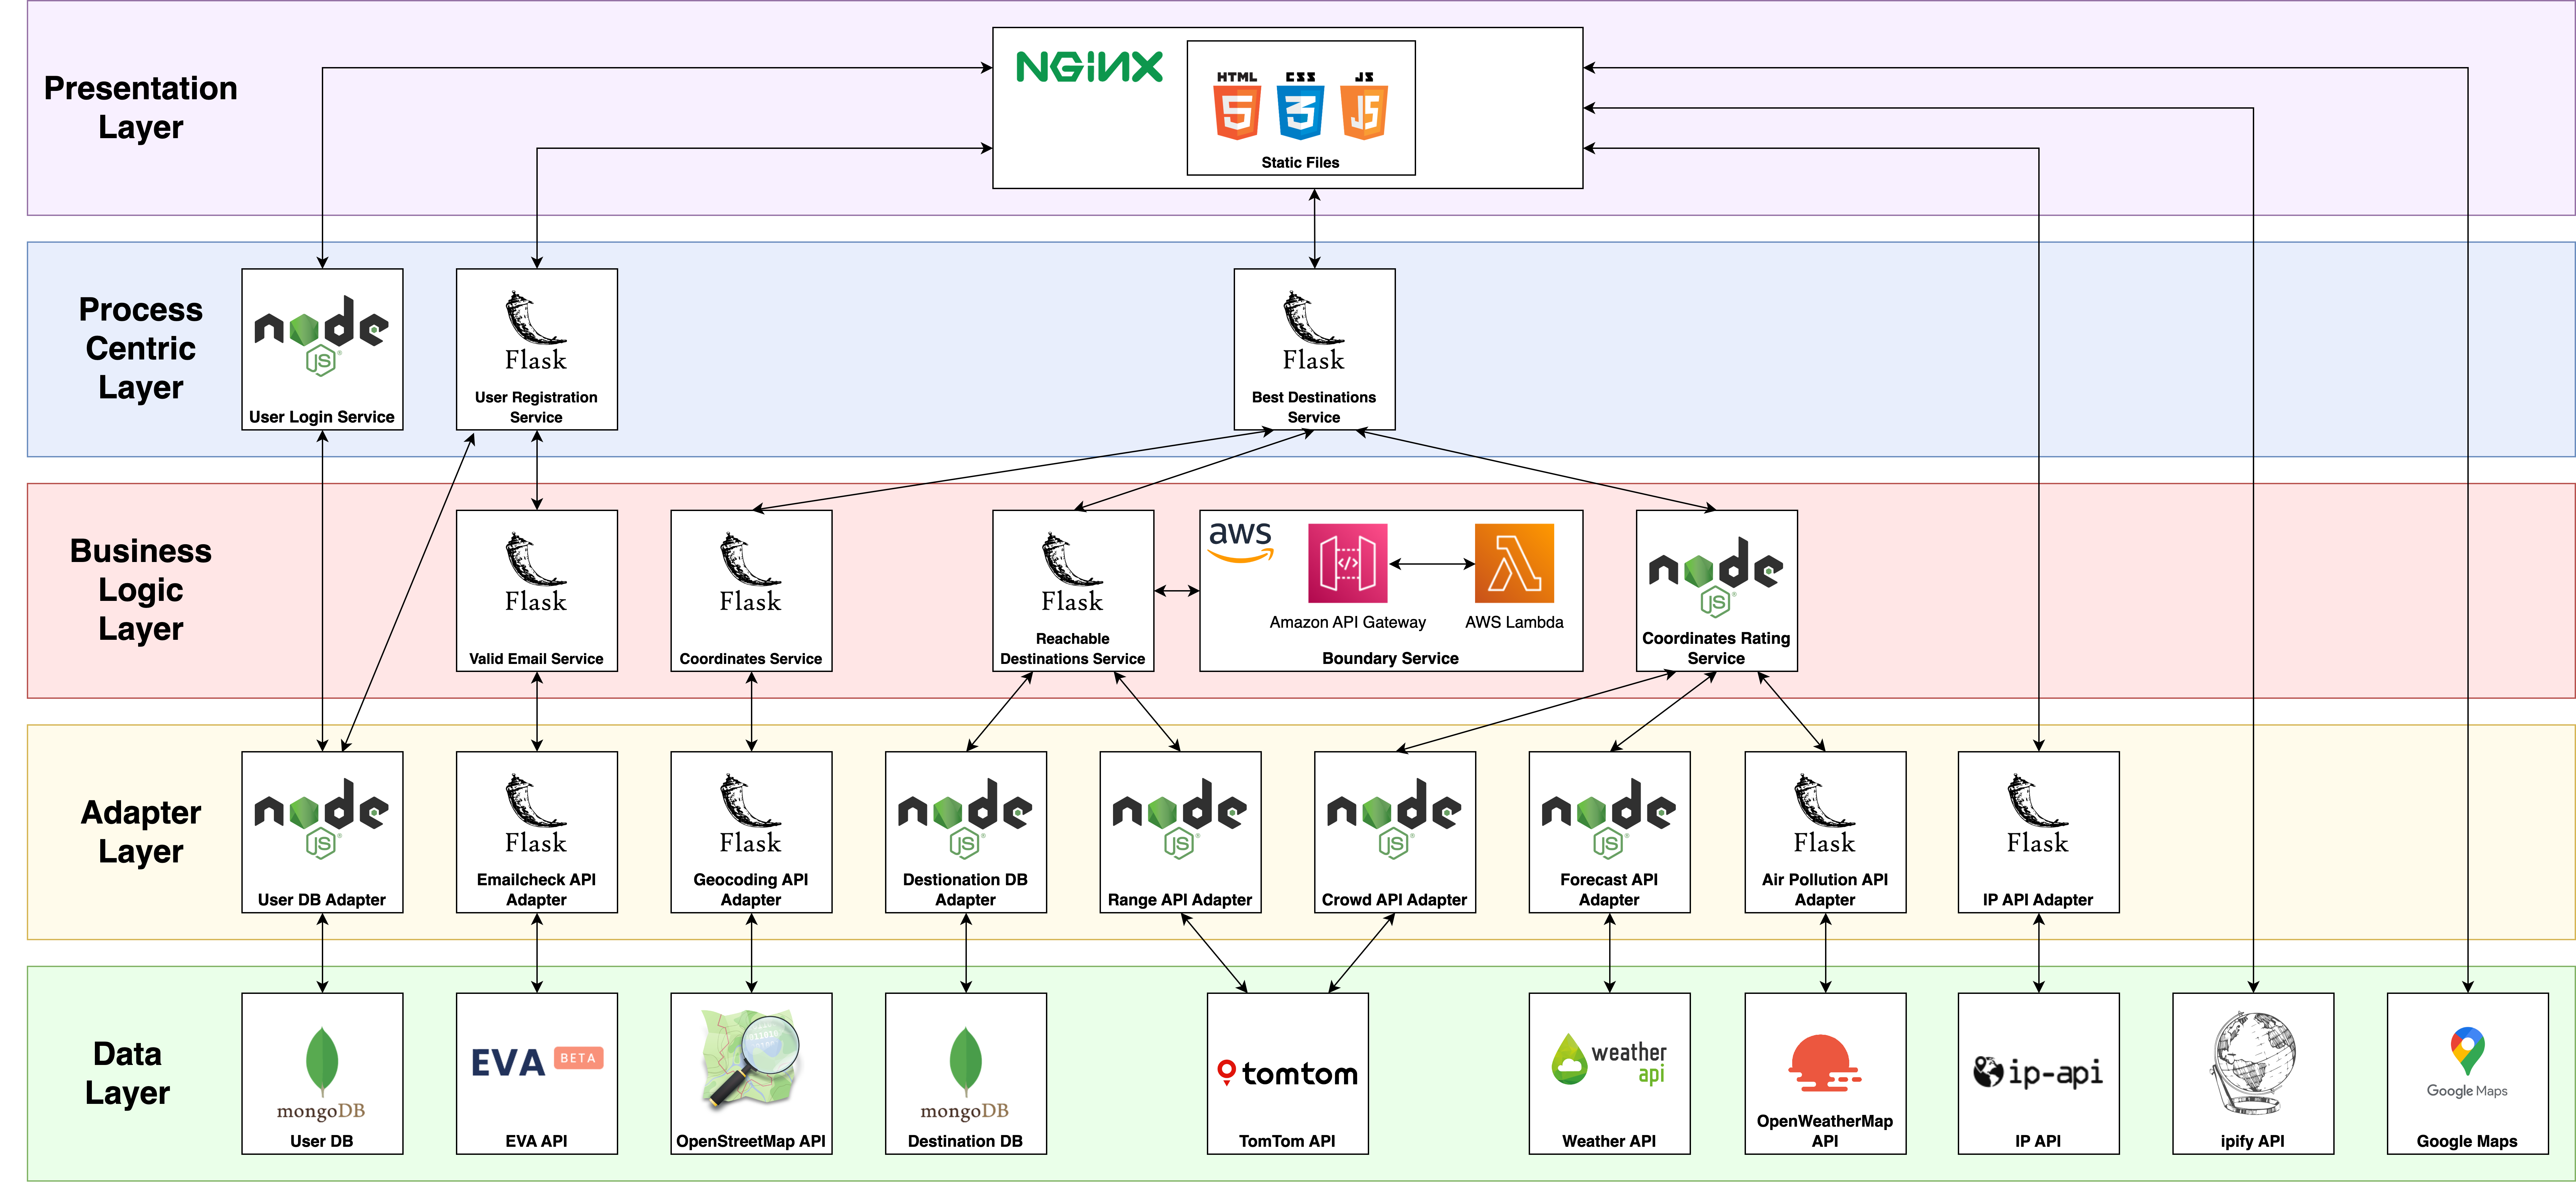 Presentation
Layer
NGINX
HTML
CSS
JS
5
3
JS
Static Files
Process
Centric
Layer
node
JS
User Login Service
Flask
User Registration
Service
Flask
Best Destinations
Service
Business
Logic
Layer
Flask
Valid Email Service
Flask
Coordinates Service
Flask
Reachable
Destinations Service
aws
</>
Amazon API Gateway
AWS Lambda
Boundary Service
node
JS
Coordinates Rating
Service
Adapter
Layer
node
JS
User DB Adapter
Flask
Emailcheck API
Adapter
Flask
Geocoding API
Adapter
node
JS
Destionation DB
Adapter
node
JS
Range API Adapter
node
JS
Crowd API Adapter
node
JS
Forecast API
Adapter
Flask
Air Pollution API
Adapter
Flask
IP API Adapter
Data
Layer
mongoDB
User DB
EVA BETA
EVA API
OpenStreetMap API
mongoDB
Destination DB
tomtom
TomTom API
weather
api
Weather API
OpenWeatherMap
API
ip-api
IP API
ipify API
Google Maps
Google Maps